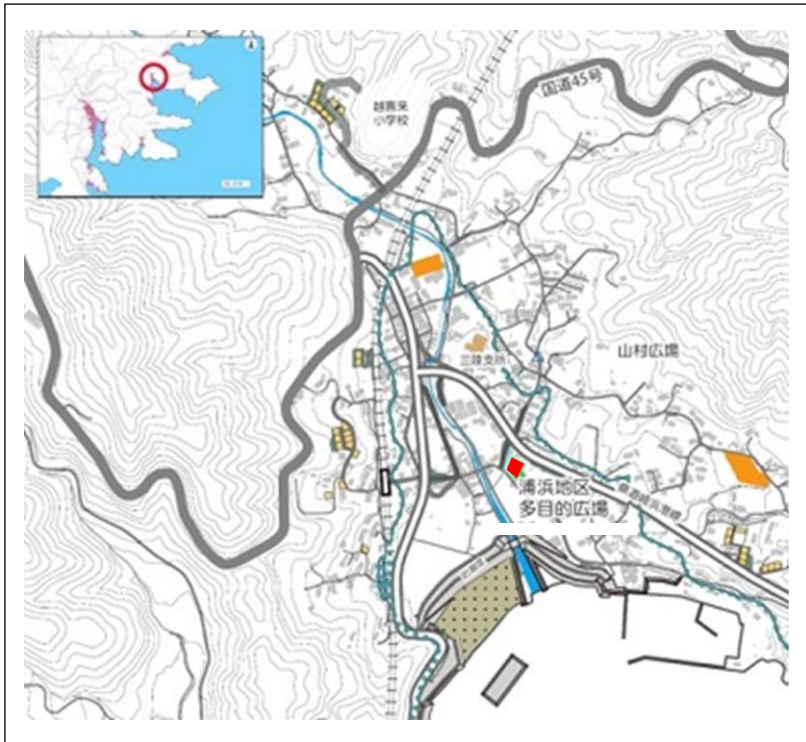 国道45号
越喜来
小学校
三陸支所
山村広場
浦浜地区
多目的広場